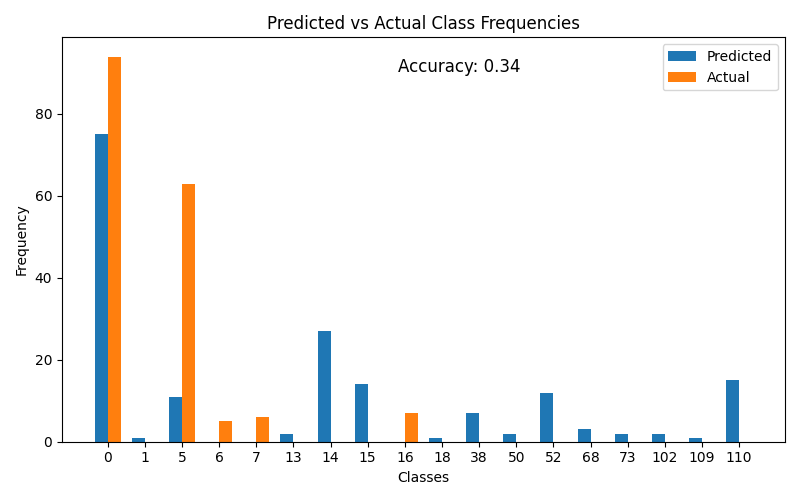 Predicted vs Actual Class Frequencies
Accuracy: 0.34
Predicted
Actual
Frequency
80
60
40
20
0
0 1 5 6 7 13 14 15 16 18 38 50 52 68 73 102 109 110
Classes